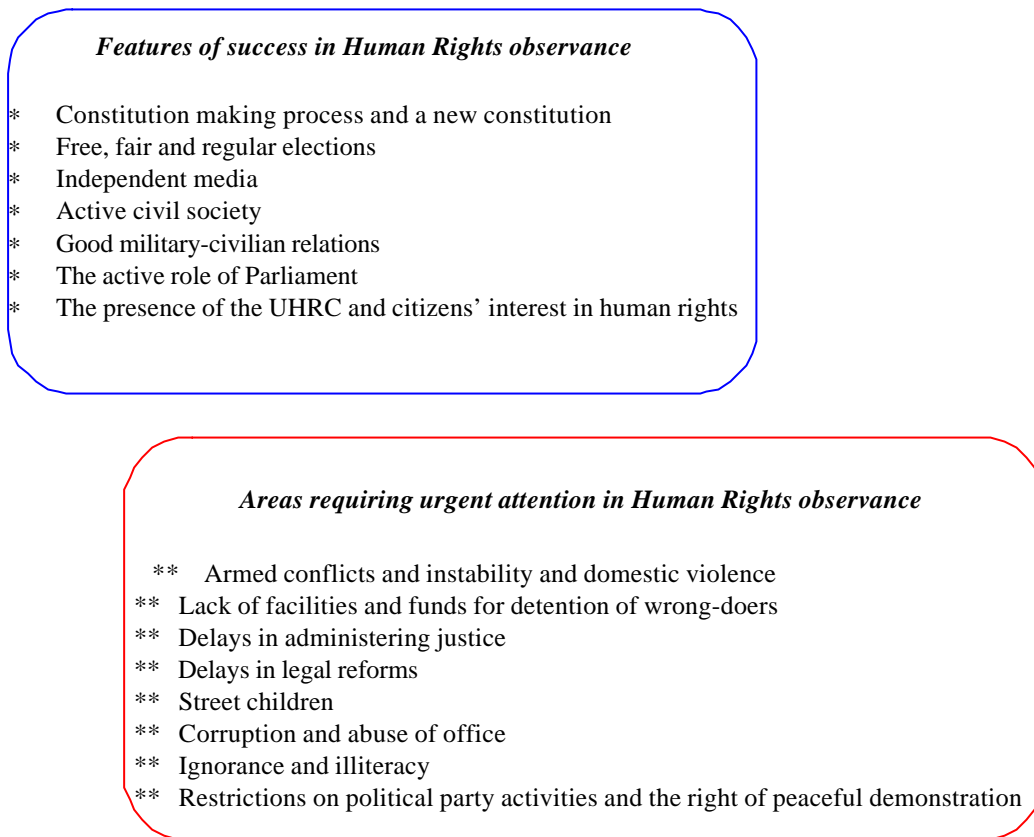 Features of success in Human Rights observance
* Constitution making process and a new constitution
* Free, fair and regular elections
* Independent media
* Active civil society
* Good military-civilian relations
* The active role of Parliament
* The presence of the UHRC and citizens’ interest in human rights
Areas requiring urgent attention in Human Rights observance
** Armed conflicts and instability and domestic violence
** Lack of facilities and funds for detention of wrong-doers
** Delays in administering justice
** Delays in legal reforms
** Street children
** Corruption and abuse of office
** Ignorance and illiteracy
** Restrictions on political party activities and the right of peaceful demonstration